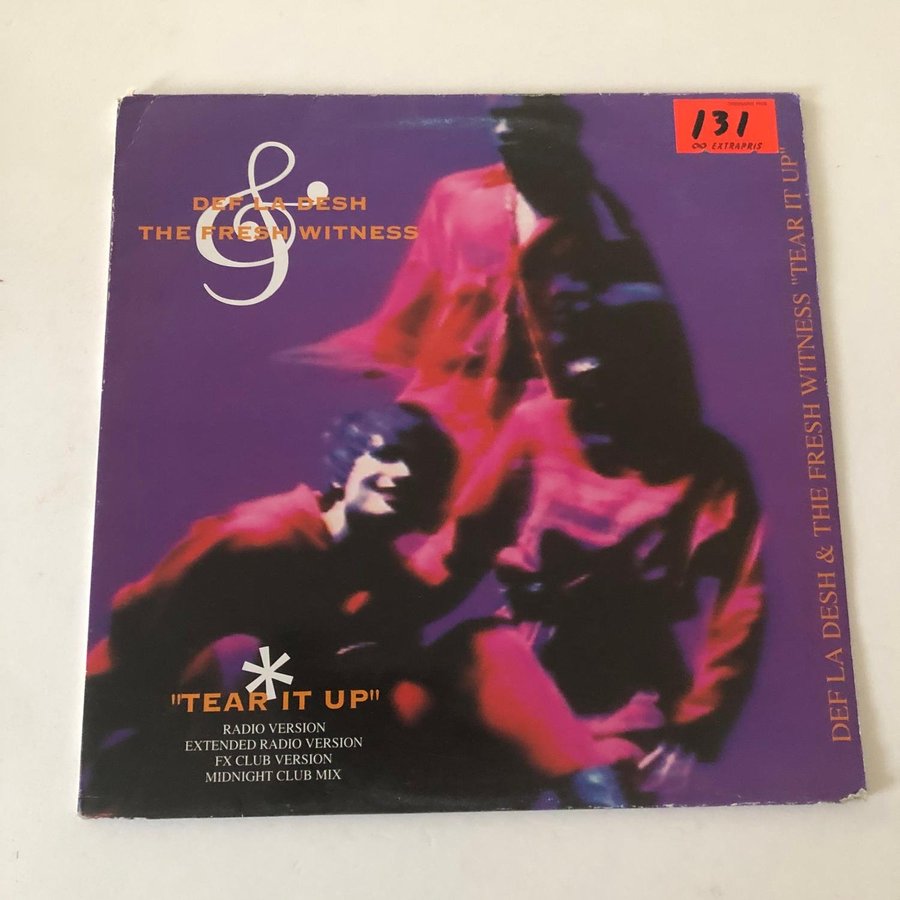 131
∞ EXTRAPRIS
DEF LA DESH
&
THE FRESH WITNESS
DEF LA DESH & THE FRESH WITNESS "TEAR IT UP"
*
"TEAR IT UP"
RADIO VERSION
EXTENDED RADIO VERSION
FX CLUB VERSION
MIDNIGHT CLUB MIX